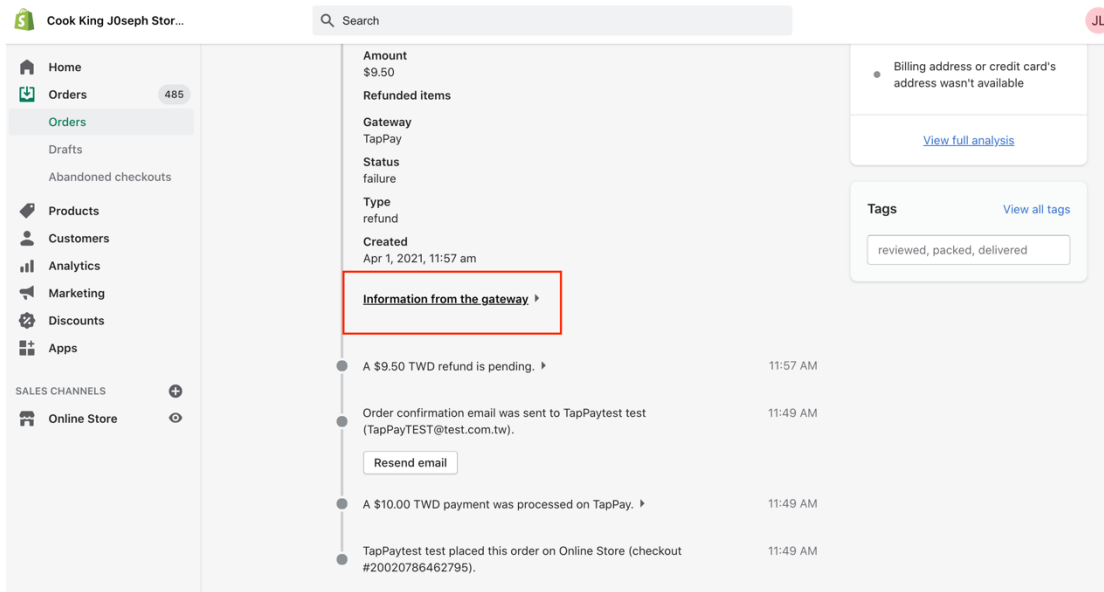 Cook King J0seph Stor...
Search
JL
Home
Orders 485
Orders
Drafts
Abandoned checkouts
Products
Customers
Analytics
Marketing
Discounts
Apps
SALES CHANNELS
Online Store
Amount
$9.50
Refunded items
Gateway
TapPay
Status
failure
Type
refund
Created
Apr 1, 2021, 11:57 am
Information from the gateway
A $9.50 TWD refund is pending. 11:57 AM
Order confirmation email was sent to TapPaytest test 11:49 AM
(TapPayTEST@test.com.tw).
Resend email
A $10.00 TWD payment was processed on TapPay. 11:49 AM
TapPaytest test placed this order on Online Store (checkout 11:49 AM
#20020786462795).
Billing address or credit card's
address wasn't available
View full analysis
Tags View all tags
reviewed, packed, delivered